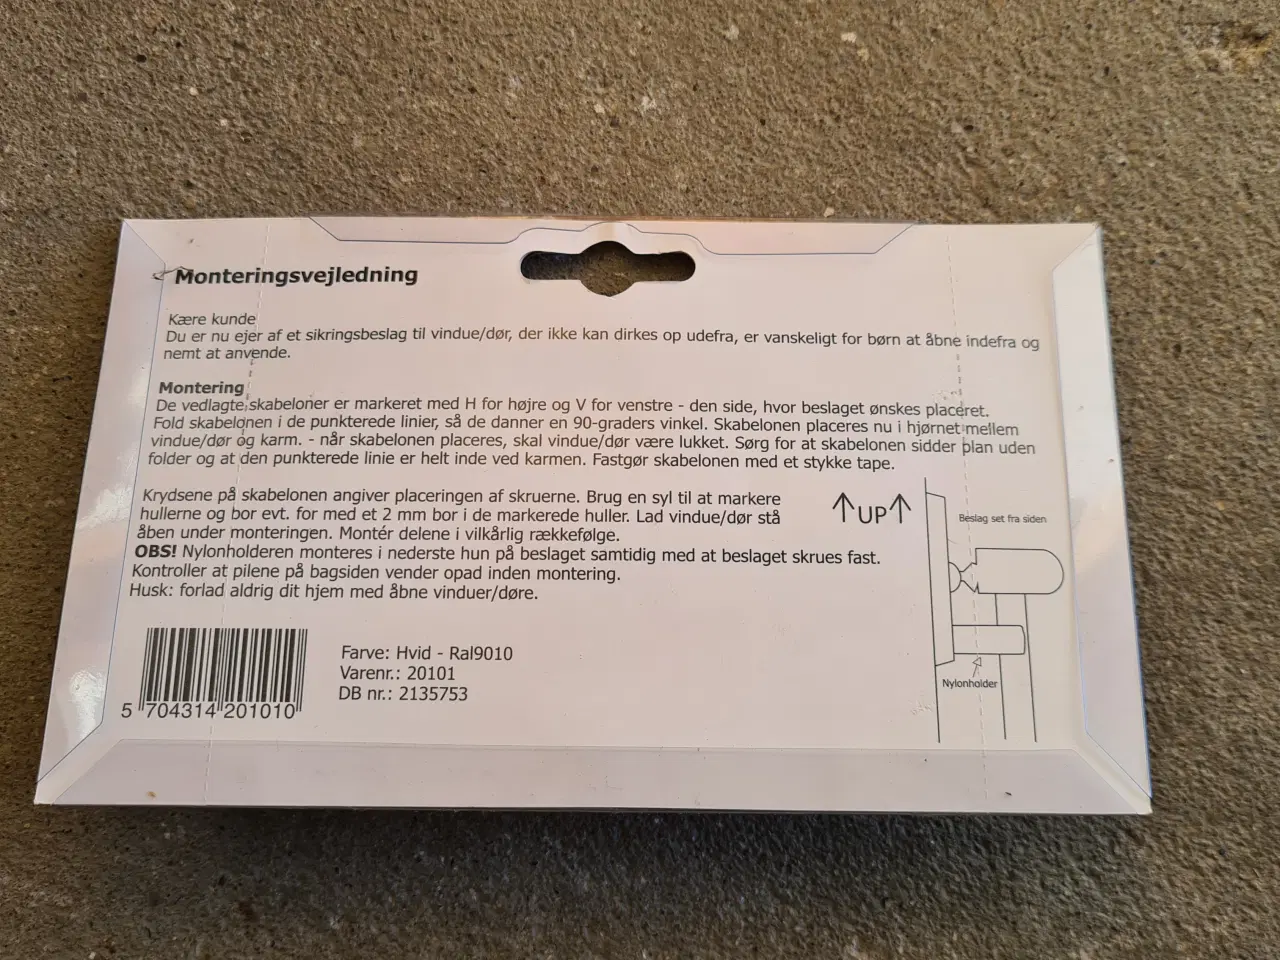 Monteringsvejledning
Kære kunde
Du er nu ejer af et sikringsbeslag til vindue/dør, der ikke kan dirkes op udefra, er vanskeligt for børn at åbne indefra og
nemt at anvende.
Montering
De vedlagte skabeloner er markeret med H for højre og V for venstre - den side, hvor beslaget ønskes placeret.
Fold skabelonen i de punkterede linier, så de danner en 90-graders vinkel. Skabelonen placeres nu i hjørnet mellem
vindue/dør og karm. - når skabelonen placeres, skal vindue/dør være lukket. Sørg for at skabelonen sidder plan uden
folder og at den punkterede linie er helt inde ved karmen. Fastgør skabelonen med et stykke tape.
Krydsene på skabelonen angiver placeringen af skruerne. Brug en syl til at markere
hullerne og bor evt. for med et 2 mm bor i de markerede huller. Lad vindue/dør stå
åben under monteringen. Montér delene i vilkårlig rækkefølge.
OBS! Nylonholderen monteres i nederste hun på beslaget samtidig med at beslaget skrues fast.
Kontroller at pilene på bagsiden vender opad inden montering.
Husk: forlad aldrig dit hjem med åbne vinduer/døre.
↑UP↑
Beslag set fra siden
Nylonholder
Farve: Hvid - Ral9010
Varenr.: 20101
DB nr.: 2135753
5 704314 201010